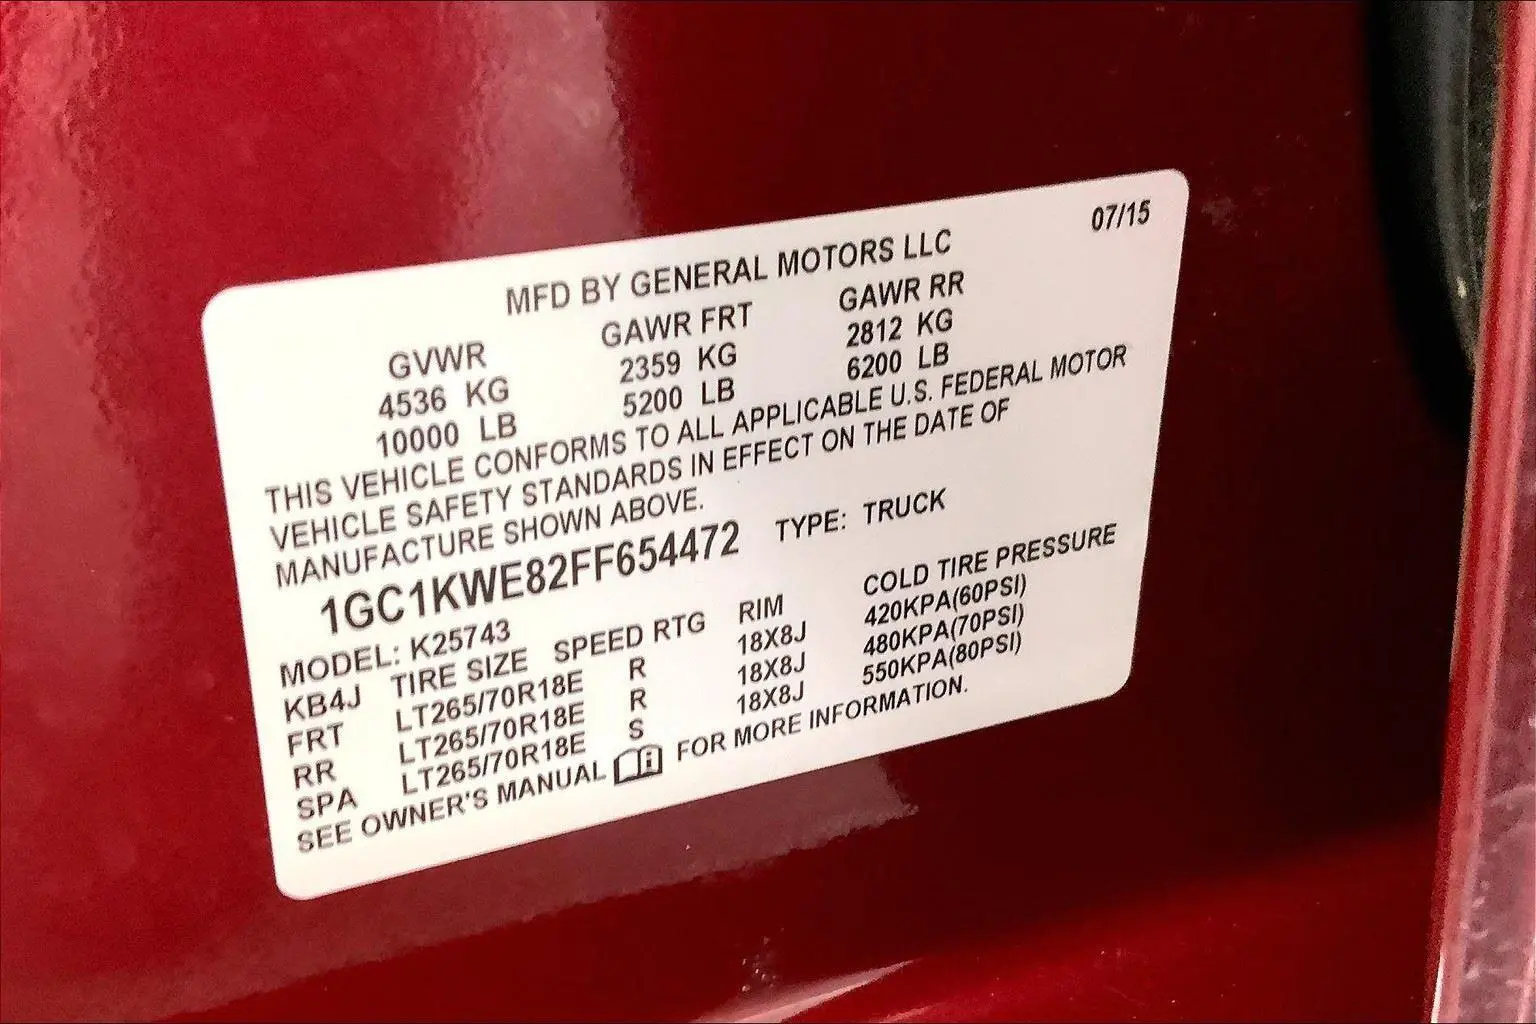 07/15
MFD BY GENERAL MOTORS LLC
GVWR GAWR FRT GAWR RR
4536 KG 2359 KG 2812 KG
10000 LB 5200 LB 6200 LB
THIS VEHICLE CONFORMS TO ALL APPLICABLE U.S. FEDERAL MOTOR
VEHICLE SAFETY STANDARDS IN EFFECT ON THE DATE OF
MANUFACTURE SHOWN ABOVE.
1GC1KWE82FF654472 TYPE: TRUCK
MODEL: K25743
KB4J TIRE SIZE SPEED RTG RIM COLD TIRE PRESSURE
FRT LT265/70R18E R 18X8J 420KPA(60PSI)
RR LT265/70R18E R 18X8J 480KPA(70PSI)
SPA LT265/70R18E S 18X8J 550KPA(80PSI)
SEE OWNER'S MANUAL FOR MORE INFORMATION.